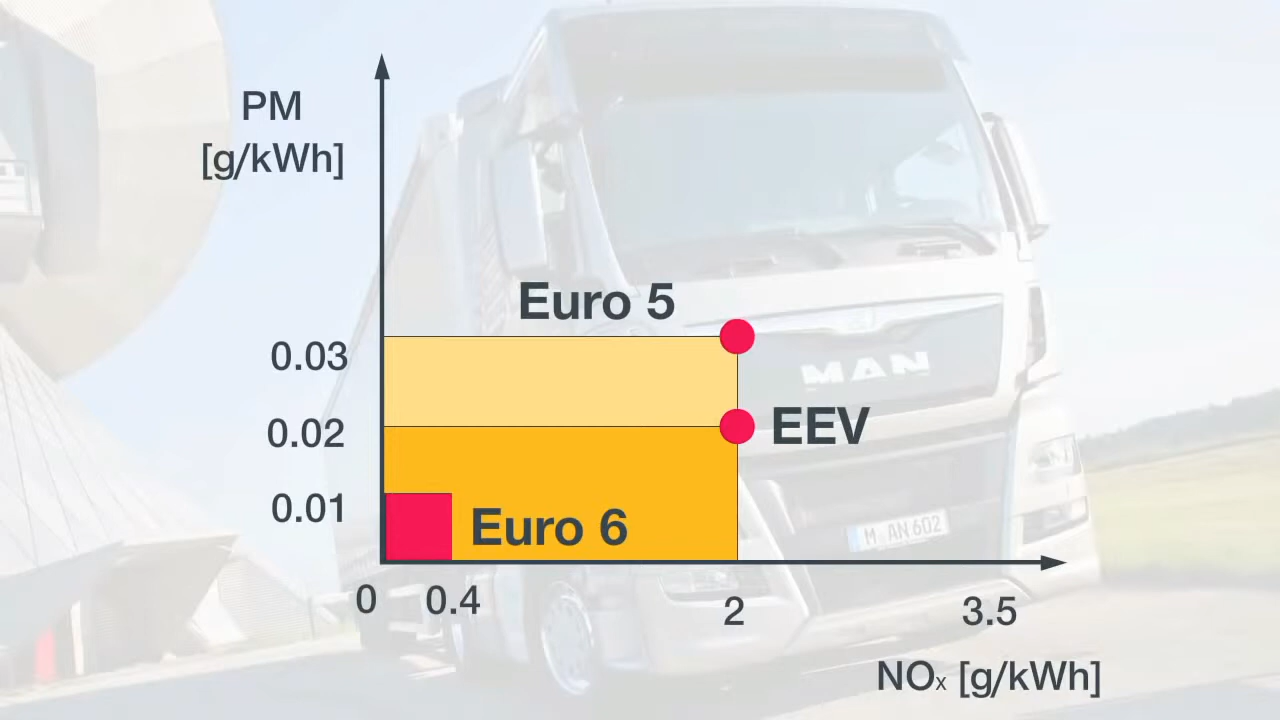 PM
[g/kWh]
Euro 5
0.03
MAN
EEV
0.02
0.01
Euro 6
M AN 602
0
0.4
2
3.5
NOx [g/kWh]